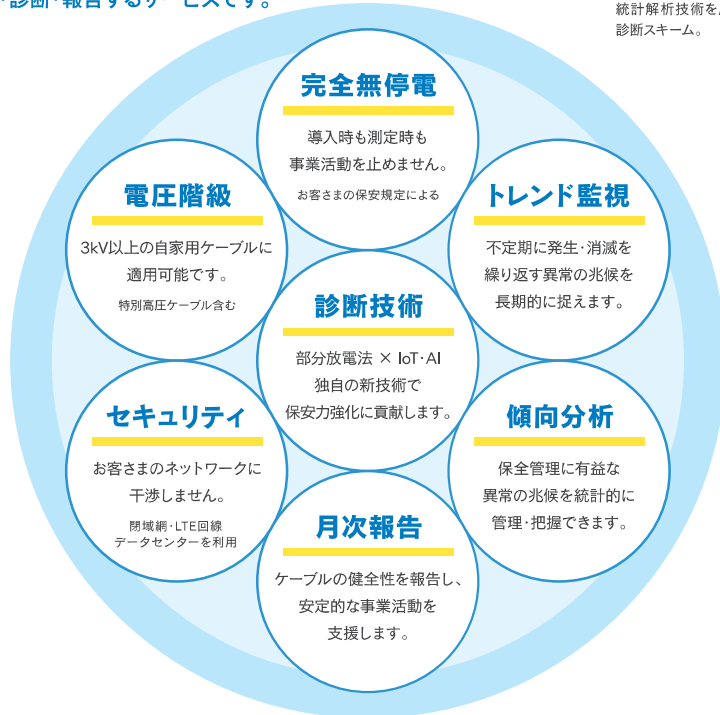 診断・報告するサービスです。
統計解析技術を
診断スキーム。
完全無停電
導入時も測定時も
事業活動を止めません。
お客さまの保安規定による
電圧階級
3kV以上の自家用ケーブルに
適用可能です。
特別高圧ケーブル含む
トレンド監視
不定期に発生・消滅を
繰り返す異常の兆候を
長期的に捉えます。
診断技術
部分放電法 × IoT・AI
独自の新技術で
保安力強化に貢献します。
セキュリティ
お客さまのネットワークに
干渉しません。
閉域網・LTE回線
データセンターを利用
傾向分析
保全管理に有益な
異常の兆候を統計的に
管理・把握できます。
月次報告
ケーブルの健全性を報告し、
安定的な事業活動を
支援します。